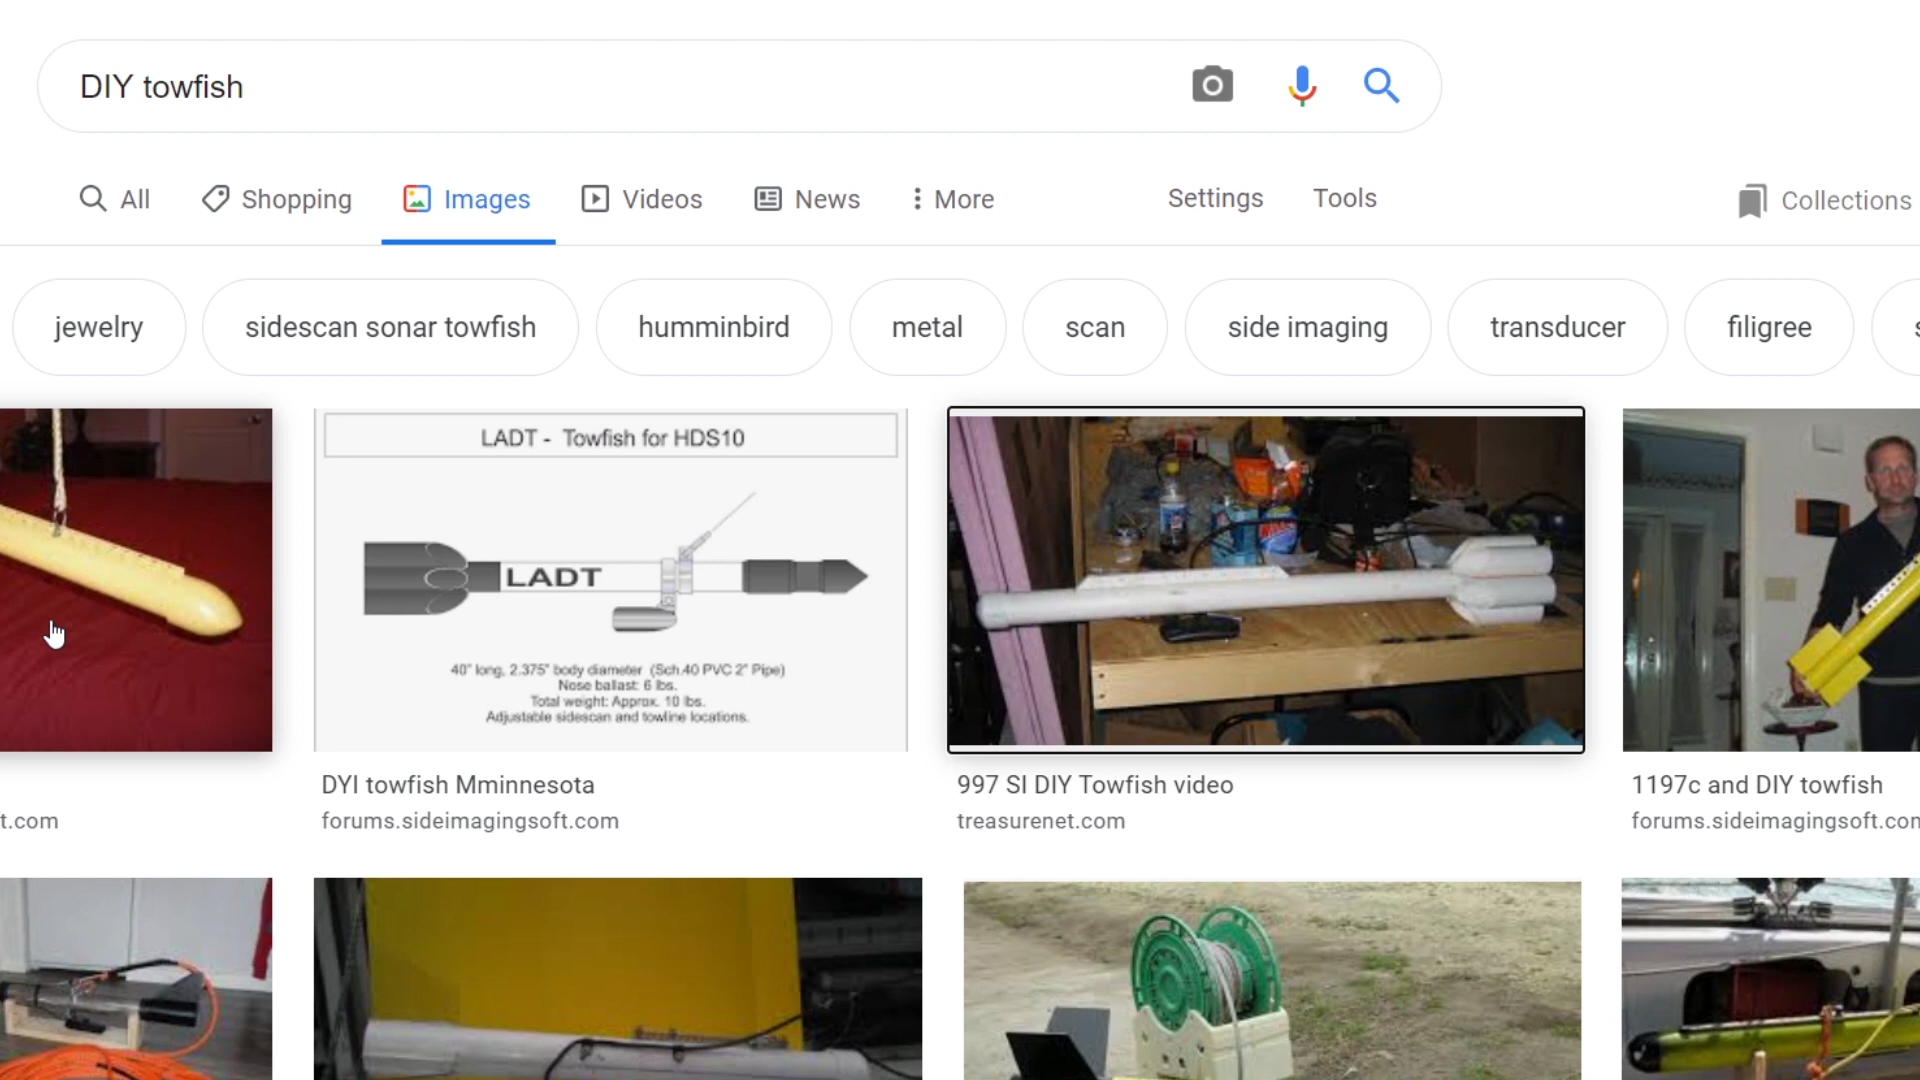 DIY towfish
All
Shopping
Images
Videos
News
More
Settings
Tools
Collections
jewelry
sidescan sonar towfish
humminbird
metal
scan
side imaging
transducer
filigree
s
LADT - Towfish for HDS10
LADT
40" long, 2.375" body diameter (Sch.40 PVC 2" Pipe)
Nose ballast: 6 lbs.
Total weight: Approx. 10 lbs.
Adjustable sidescan and towline locations.
DYI towfish Mminnesota
997 SI DIY Towfish video
1197c and DIY towfish
t.com
forums.sideimagingsoft.com
treasurenet.com
forums.sideimagingsoft.com